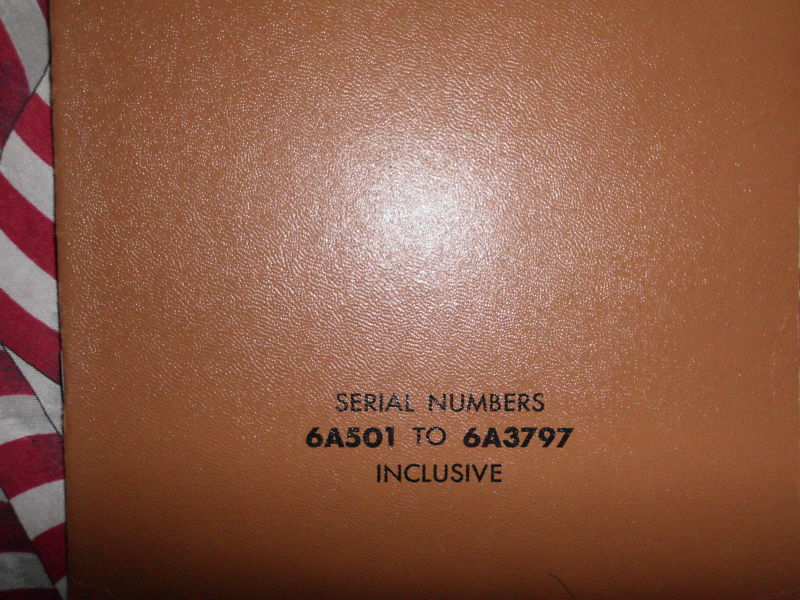 SERIAL NUMBERS
6A501 TO 6A3797
INCLUSIVE